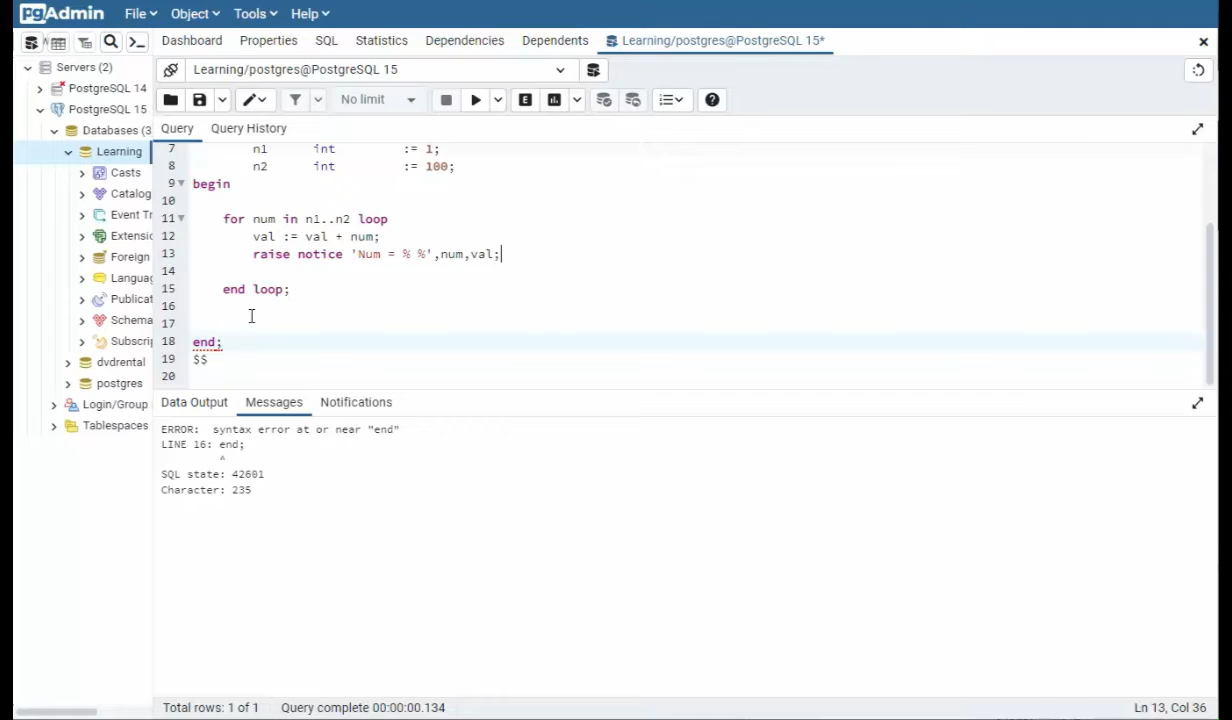 pgAdmin File Object Tools Help
Dashboard Properties SQL Statistics Dependencies Dependents Learning/postgres@PostgreSQL 15*
Servers (2)
PostgreSQL 14
PostgreSQL 15
Databases (3
Learning
Casts
Catalog
Event Tr
Extensio
Foreign
Languag
Publicat
Schema
Subscrip
dvdrental
postgres
Login/Group
Tablespaces
Learning/postgres@PostgreSQL 15
No limit
Query Query History
7 n1 int := 1;
8 n2 int := 100;
9 begin
10
11 for num in n1..n2 loop
12 val := val + num;
13 raise notice 'Num = % %',num,val;
14
15 end loop;
16
17
18 end;
19 $$
20
Data Output Messages Notifications
ERROR: syntax error at or near "end"
LINE 16: end;
^
SQL state: 42601
Character: 235
Total rows: 1 of 1 Query complete 00:00:00.134 Ln 13, Col 36